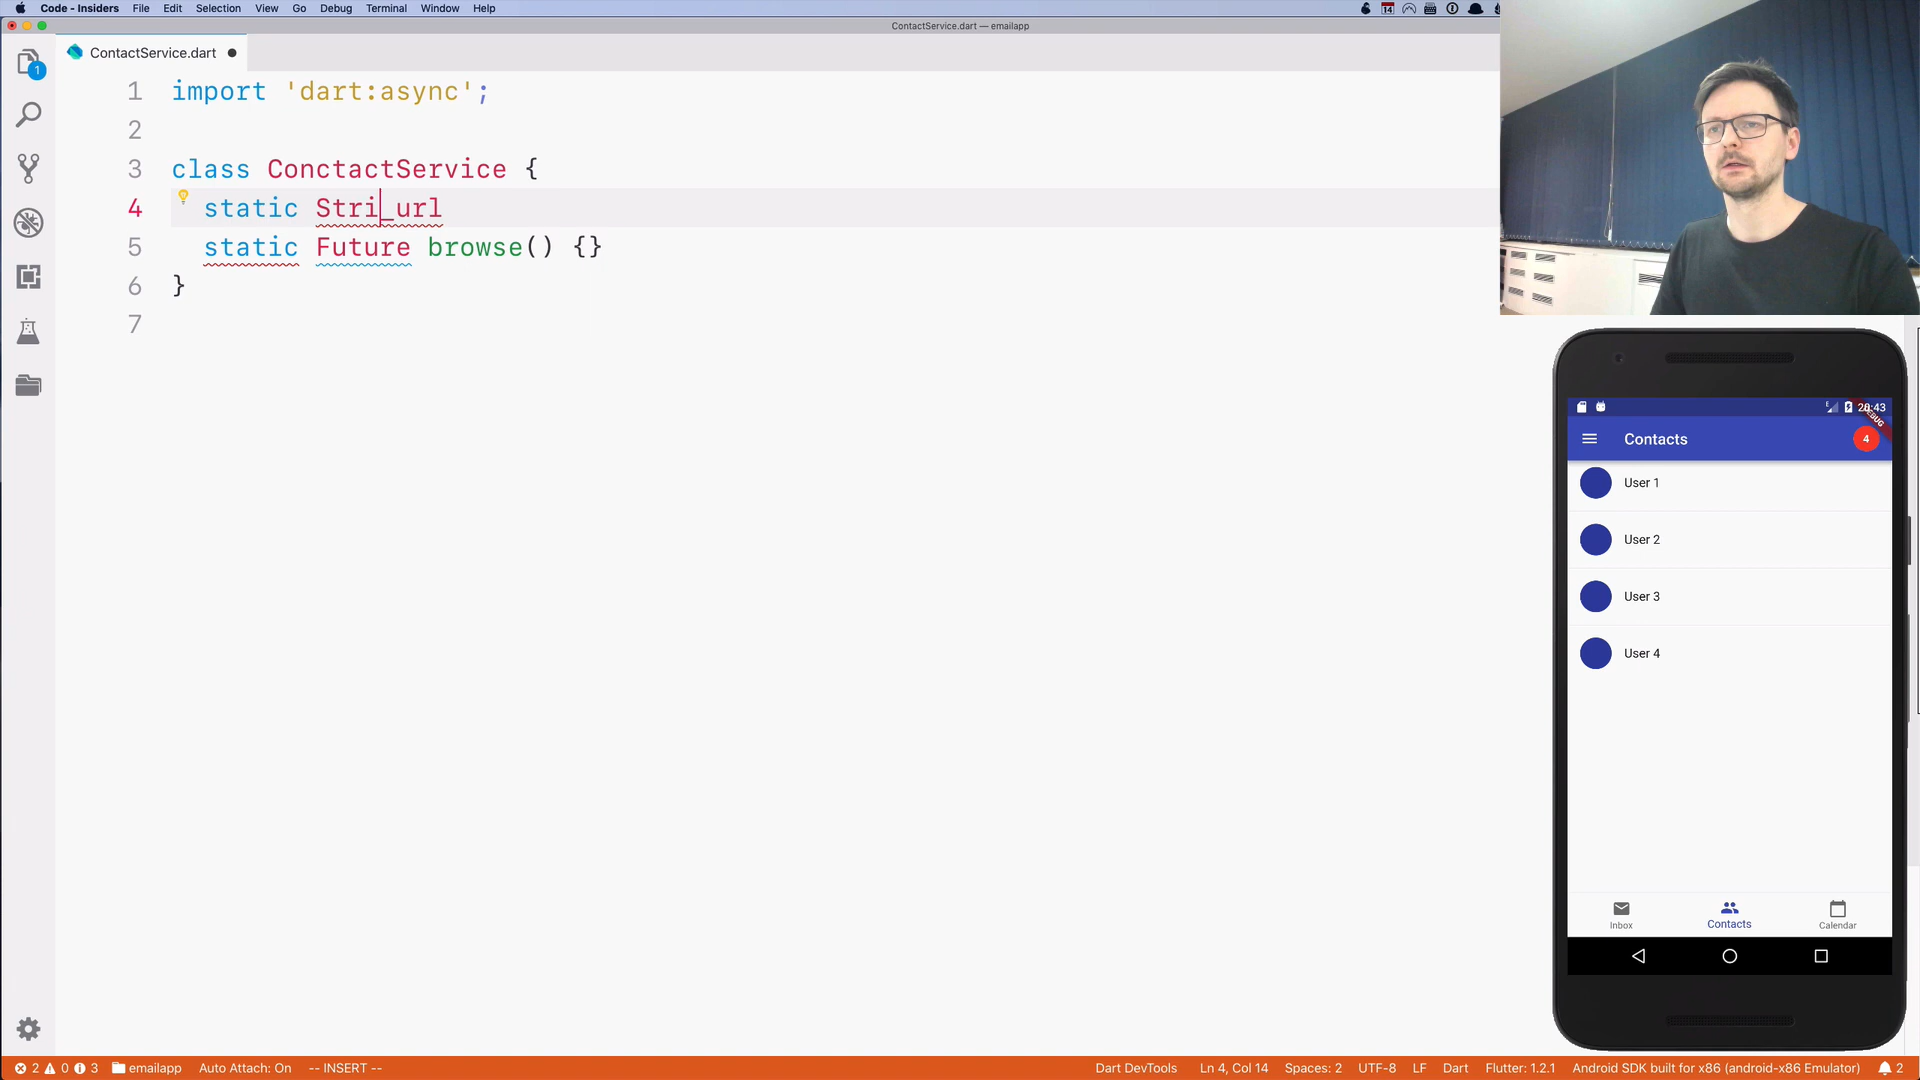 Code - Insiders File Edit Selection View Go Debug Terminal Window Help
14
ContactService.dart — emailapp
ContactService.dart
1
1 import 'dart:async';
2
3 class ConctactService {
4 static Stri_url
5 static Future browse() {}
6 }
7
20:43
DEBUG
Contacts
4
User 1
User 2
User 3
User 4
Inbox Contacts Calendar
2 0 3 emailapp Auto Attach: On -- INSERT -- Dart DevTools Ln 4, Col 14 Spaces: 2 UTF-8 LF Dart Flutter: 1.2.1 Android SDK built for x86 (android-x86 Emulator) 2